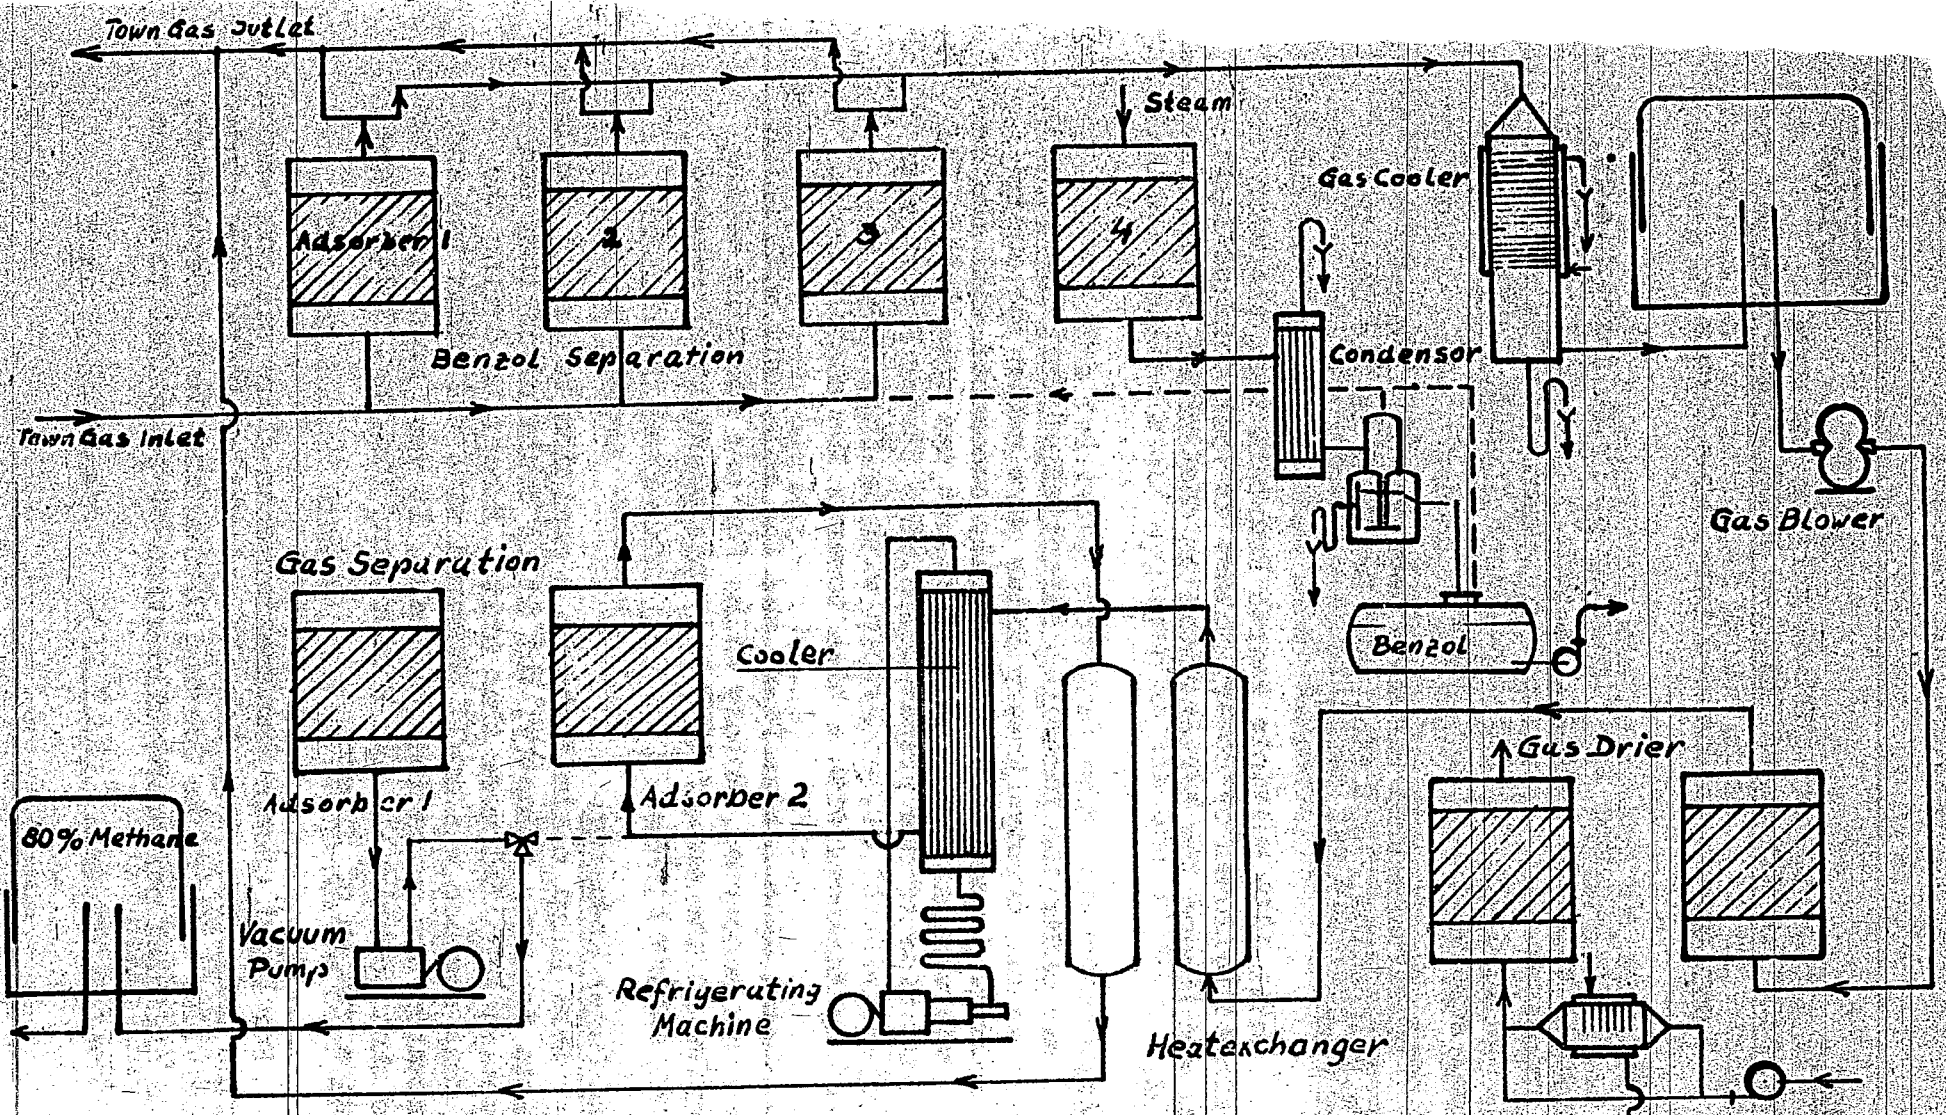 Town Gas Outlet
Steam
Gas Cooler
Adsorber 1
2
3
4
Benzol Separation
Condensor
Town Gas Inlet
Gas Blower
Gas Separation
Cooler
Benzol
Gas Drier
Adsorber 1
Adsorber 2
80% Methane
Vacuum
Pump
Refrigerating
Machine
Heatexchanger